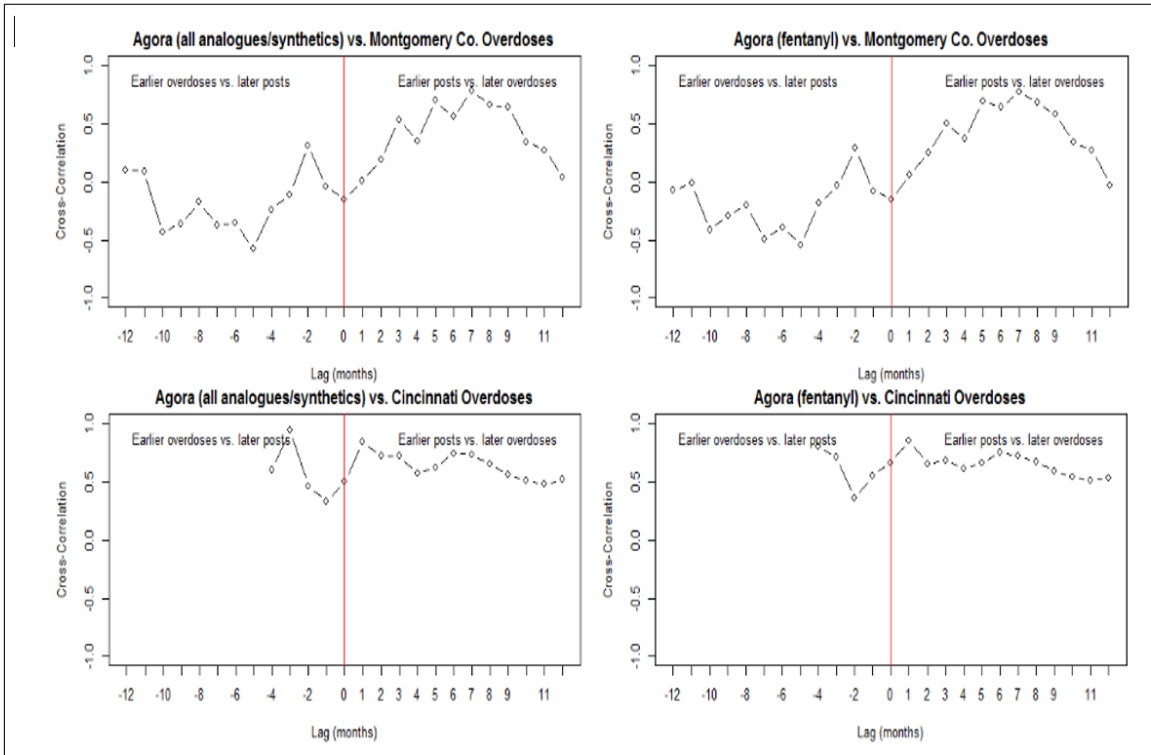 Agora (all analogues/synthetics) vs. Montgomery Co. Overdoses
Earlier overdoses vs. later posts
Earlier posts vs. later overdoses
Cross-Correlation
1.0
0.5
0.0
-0.5
-1.0
-12 -10 -8 -6 -4 -2 0 1 2 3 4 5 6 7 8 9 11
Lag (months)
Agora (fentanyl) vs. Montgomery Co. Overdoses
Earlier overdoses vs. later posts
Earlier posts vs. later overdoses
Cross-Correlation
1.0
0.5
0.0
-0.5
-1.0
-12 -10 -8 -6 -4 -2 0 1 2 3 4 5 6 7 8 9 11
Lag (months)
Agora (all analogues/synthetics) vs. Cincinnati Overdoses
Earlier overdoses vs. later posts
Earlier posts vs. later overdoses
Cross-Correlation
1.0
0.5
0.0
-0.5
-1.0
-12 -10 -8 -6 -4 -2 0 1 2 3 4 5 6 7 8 9 11
Lag (months)
Agora (fentanyl) vs. Cincinnati Overdoses
Earlier overdoses vs. later posts
Earlier posts vs. later overdoses
Cross-Correlation
1.0
0.5
0.0
-0.5
-1.0
-12 -10 -8 -6 -4 -2 0 1 2 3 4 5 6 7 8 9 11
Lag (months)